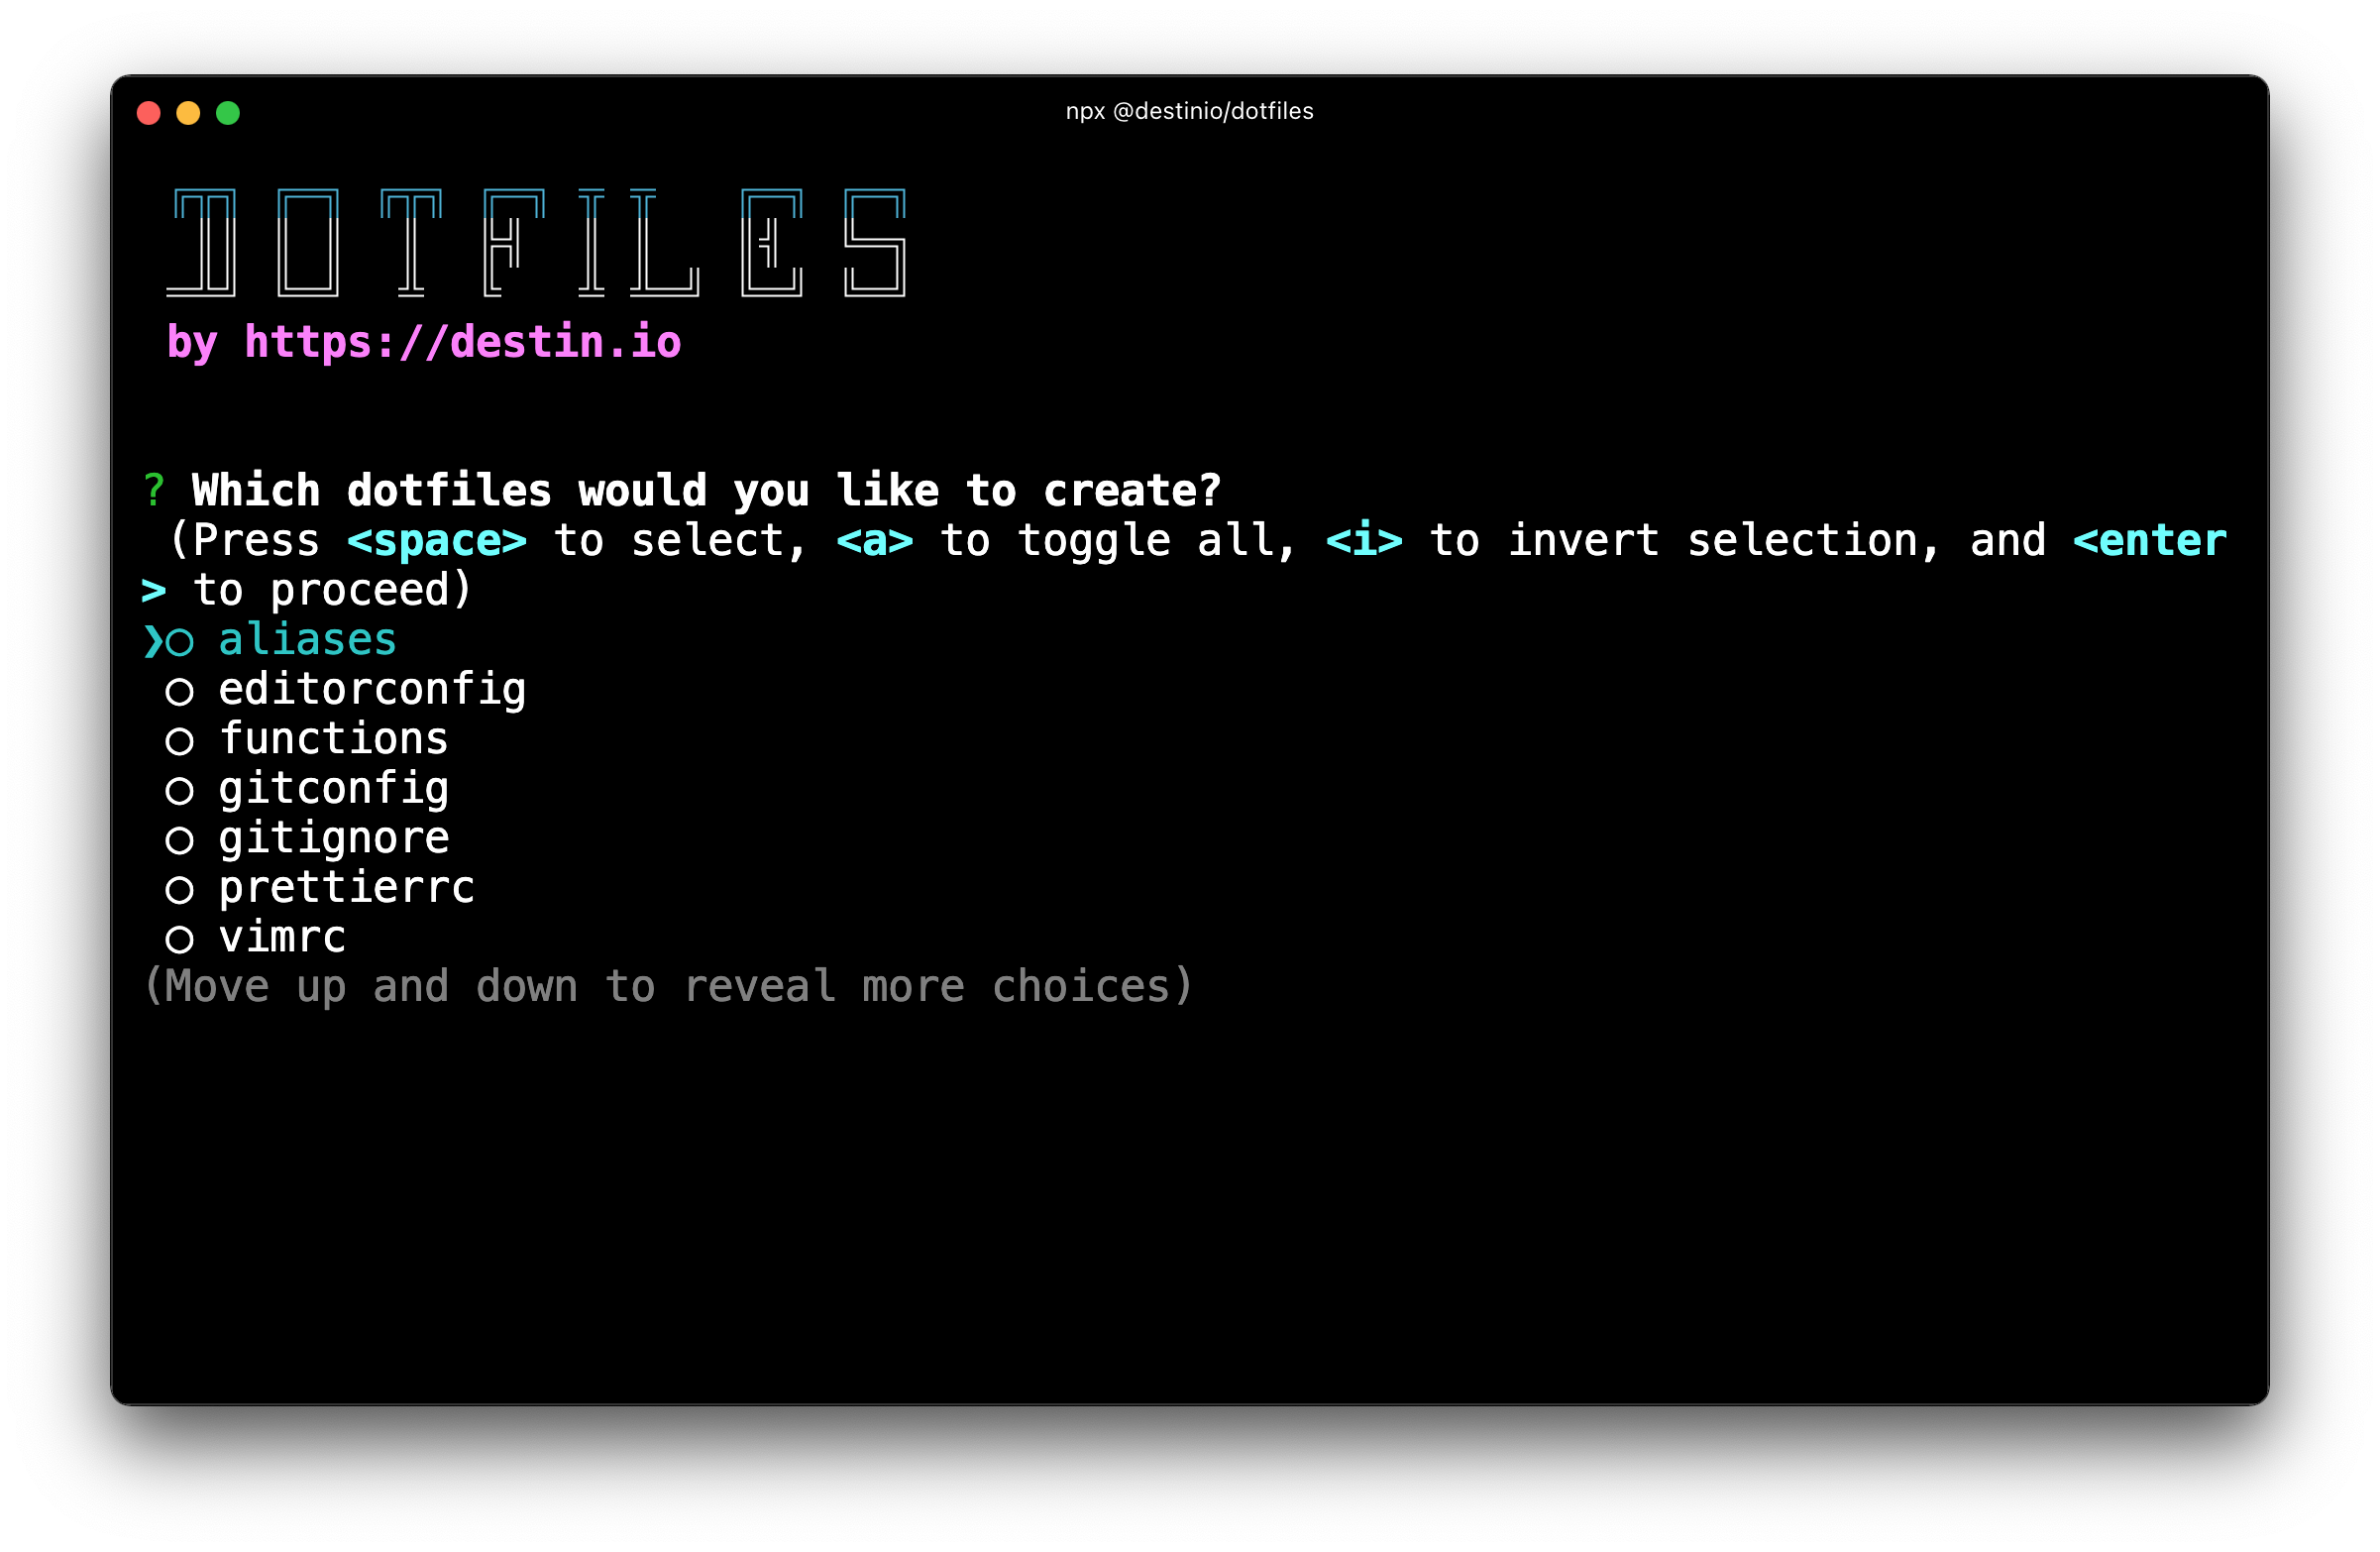 npx @destinio/dotfiles
DOTFILES
by https://destin.io
? Which dotfiles would you like to create?
(Press <space> to select, <a> to toggle all, <i> to invert selection, and <enter
> to proceed)
❯◯ aliases
◯ editorconfig
◯ functions
◯ gitconfig
◯ gitignore
◯ prettierrc
◯ vimrc
(Move up and down to reveal more choices)